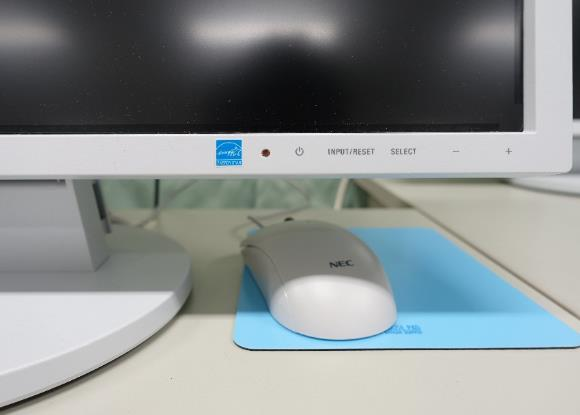 INPUT/RESET SELECT − +
NEC